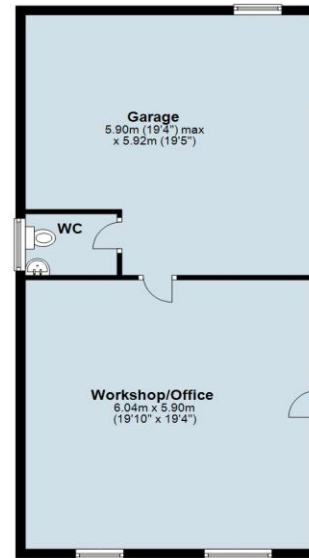 Garage
5.90m (19'4") max
x 5.92m (19'5")
WC
Workshop/Office
6.04m x 5.90m
(19'10" x 19'4")